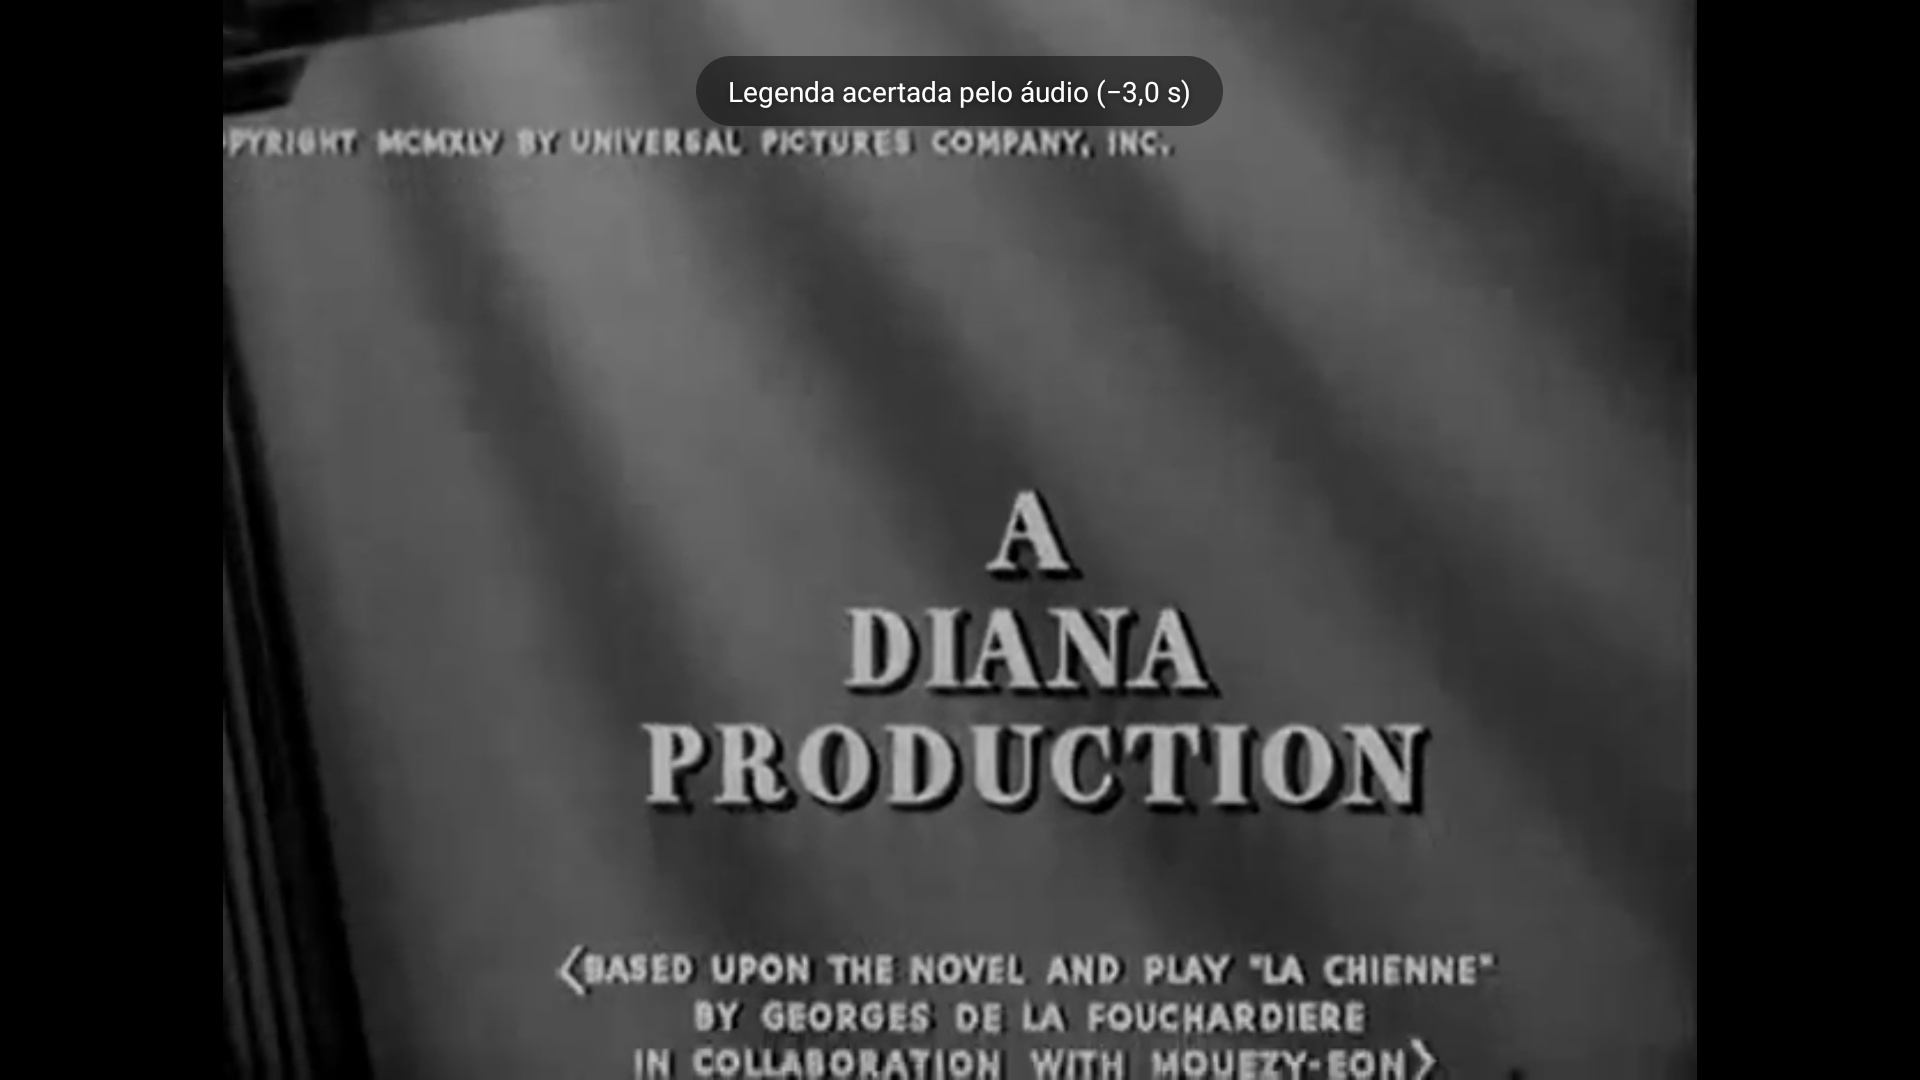 Legenda acertada pelo áudio (−3,0 s)
OPYRIGHT MCMXLV BY UNIVERSAL PICTURES COMPANY, INC.
A
DIANA
PRODUCTION
(BASED UPON THE NOVEL AND PLAY "LA CHIENNE"
BY GEORGES DE LA FOUCHARDIERE
IN COLLABORATION WITH MOUEZY-EON)